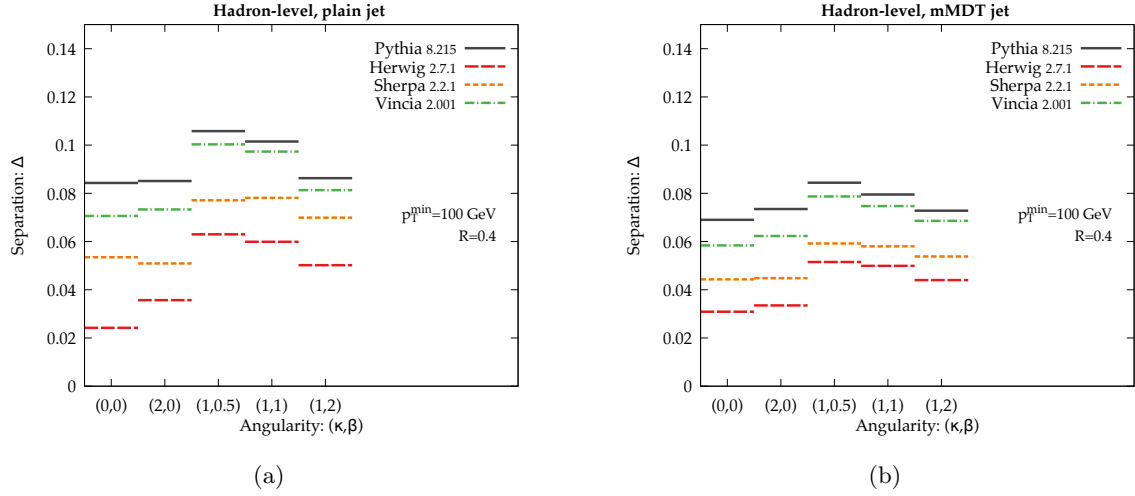 Hadron-level, plain jet
0.14
0.12
0.1
0.08
0.06
0.04
0.02
0
Separation: Δ
Pythia 8.215
Herwig 2.7.1
Sherpa 2.2.1
Vincia 2.001
p_T^min=100 GeV
R=0.4
(0,0) (2,0) (1,0.5) (1,1) (1,2)
Angularity: (κ,β)
(a)
Hadron-level, mMDT jet
0.14
0.12
0.1
0.08
0.06
0.04
0.02
0
Separation: Δ
Pythia 8.215
Herwig 2.7.1
Sherpa 2.2.1
Vincia 2.001
p_T^min=100 GeV
R=0.4
(0,0) (2,0) (1,0.5) (1,1) (1,2)
Angularity: (κ,β)
(b)